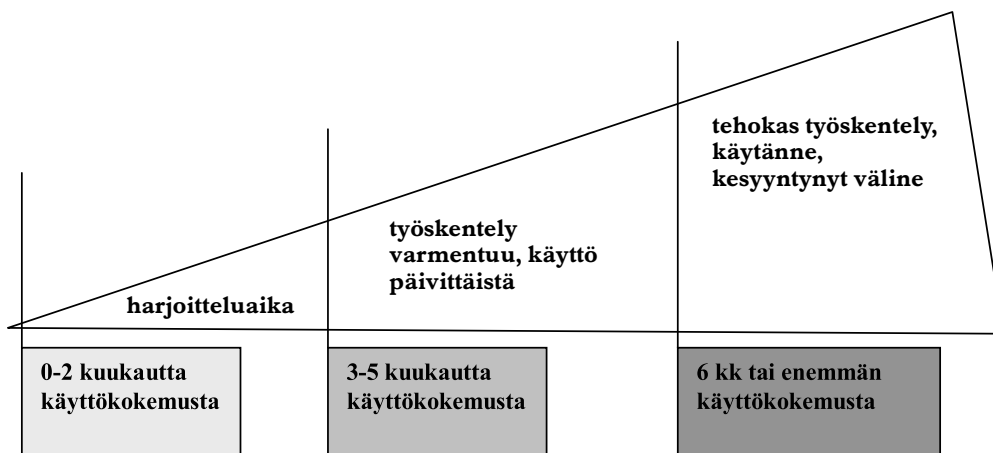 tehokas työskentely,
käytänne,
kesyyntynyt väline
työskentely
varmentuu, käyttö
päivittäistä
harjoitteluaika
0-2 kuukautta
käyttökokemusta
3-5 kuukautta
käyttökokemusta
6 kk tai enemmän
käyttökokemusta